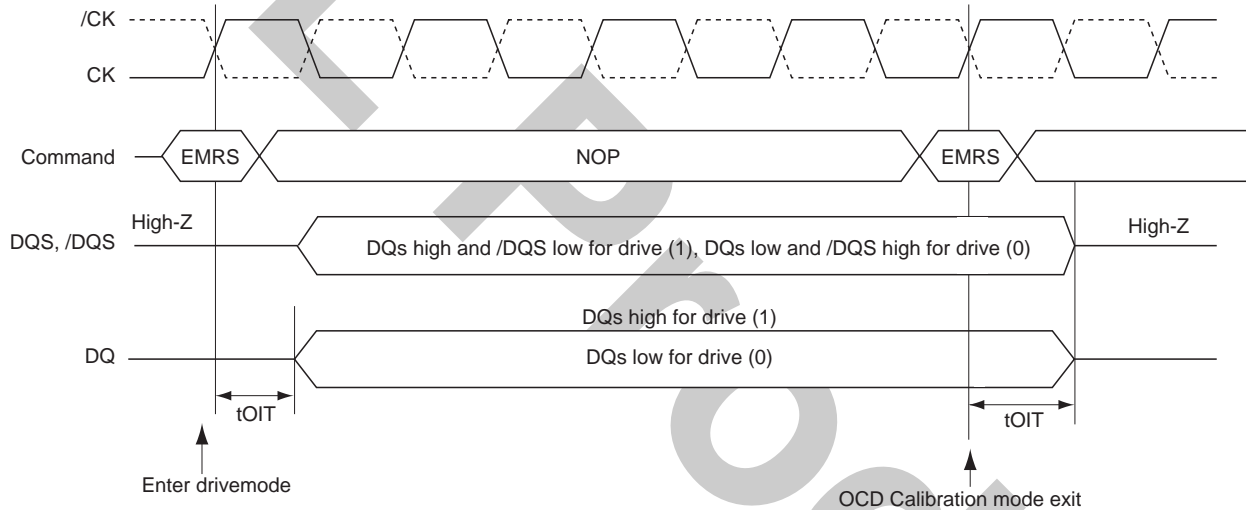 /CK
CK
Command
EMRS
NOP
EMRS
High-Z
DQS, /DQS
DQs high and /DQS low for drive (1), DQs low and /DQS high for drive (0)
High-Z
DQs high for drive (1)
DQ
DQs low for drive (0)
tOIT
tOIT
Enter drivemode
OCD Calibration mode exit